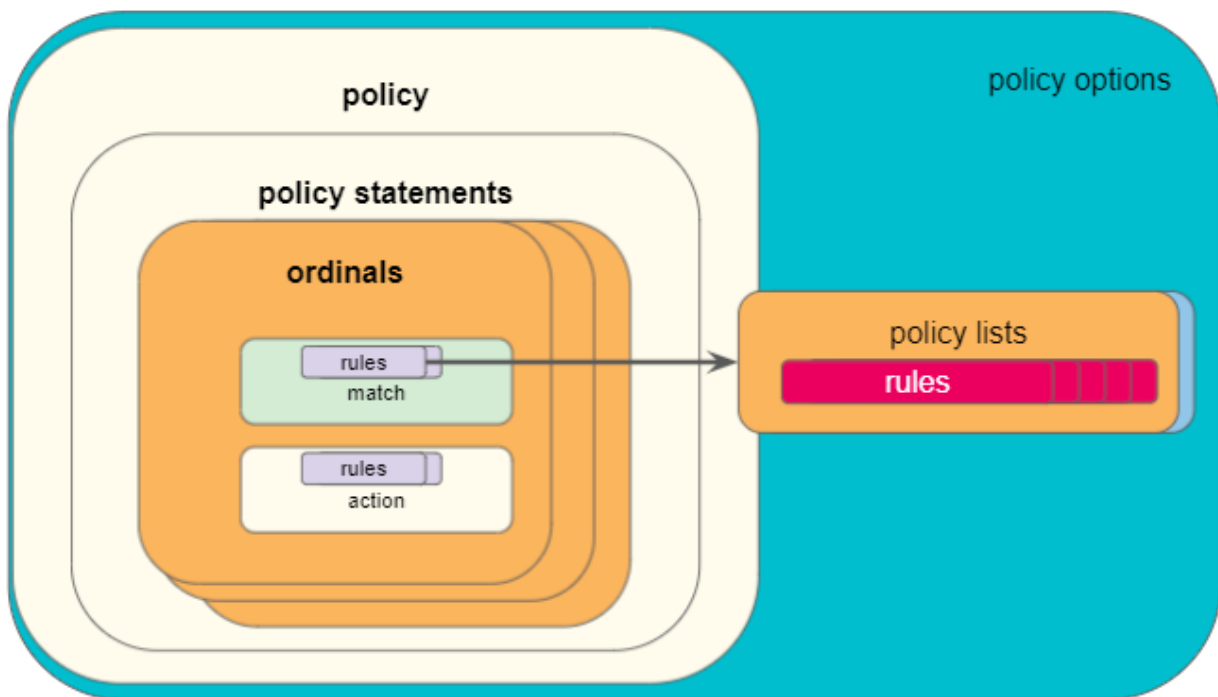 policy options
policy
policy statements
ordinals
rules
match
rules
action
policy lists
rules